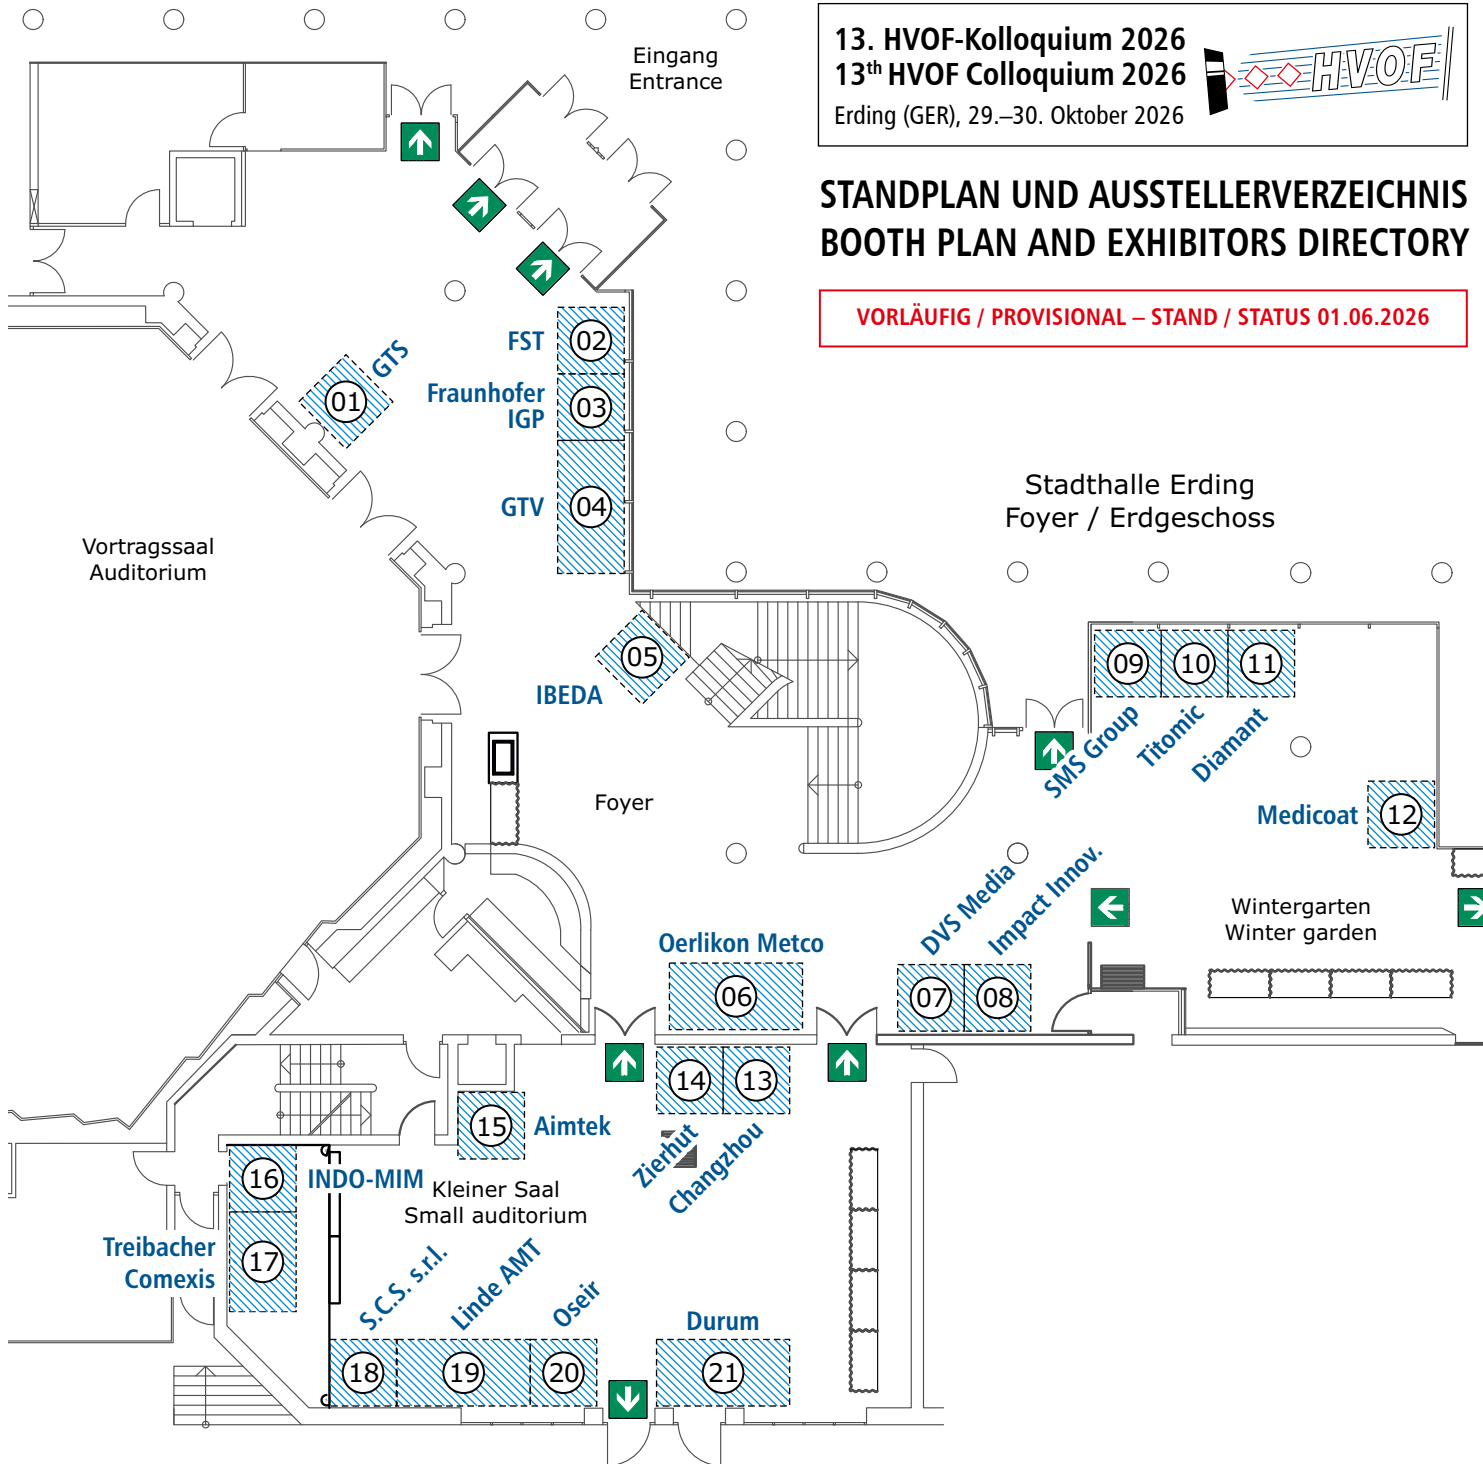 13. HVOF-Kolloquium 2026
13th HVOF Colloquium 2026
Erding (GER), 29.–30. Oktober 2026
HVOF
STANDPLAN UND AUSSTELLERVERZEICHNIS
BOOTH PLAN AND EXHIBITORS DIRECTORY
VORLÄUFIG / PROVISIONAL – STAND / STATUS 01.06.2026
Eingang
Entrance
FST
02
GTS
01
Fraunhofer
IGP
03
GTV
04
Stadthalle Erding
Foyer / Erdgeschoss
Vortragssaal
Auditorium
05
IBEDA
09
10
11
SMS Group
Titomic
Diamant
Foyer
Medicoat
12
DVS Media
Impact Innov.
Wintergarten
Winter garden
Oerlikon Metco
06
07
08
14
13
Zierhut
Changzhou
15
Aimtek
16
INDO-MIM
Kleiner Saal
Small auditorium
Treibacher
Comexis
17
S.C.S. s.r.l.
Linde AMT
Oseir
Durum
18
19
20
21